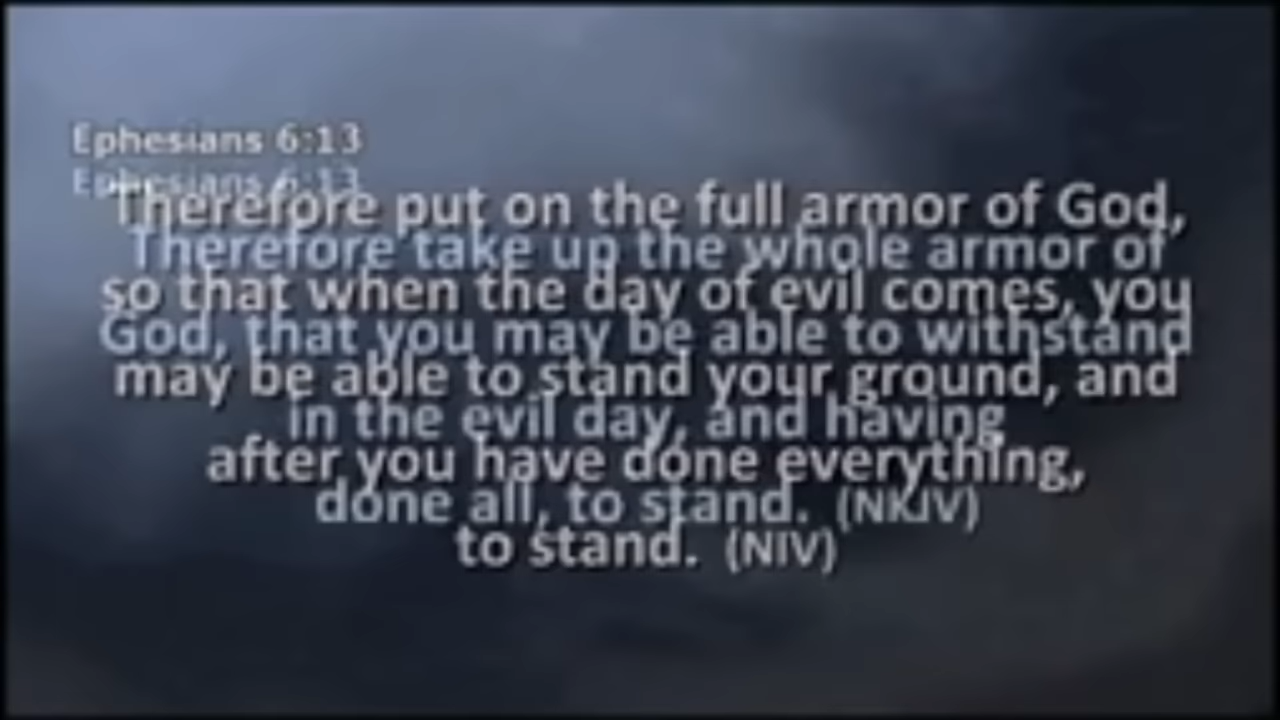 Ephesians 6:13
Ephesians 6:13
Therefore put on the full armor of God,
Therefore take up the whole armor of
so that when the day of evil comes, you
God, that you may be able to withstand
may be able to stand your ground, and
in the evil day, and having
after you have done everything,
done all, to stand. (NKJV)
to stand. (NIV)